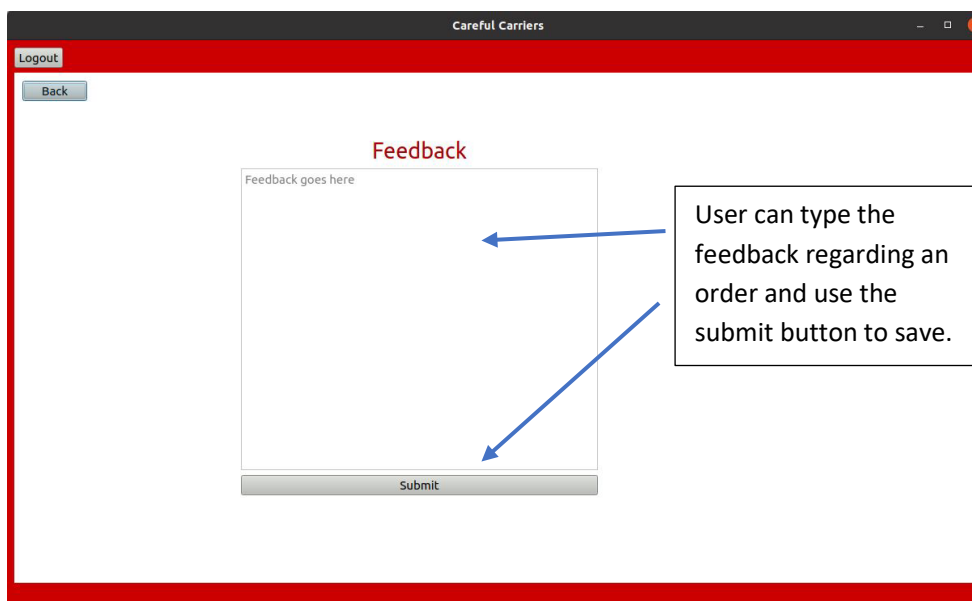 Careful Carriers
Logout
Back
Feedback
Feedback goes here
User can type the
feedback regarding an
order and use the
submit button to save.
Submit